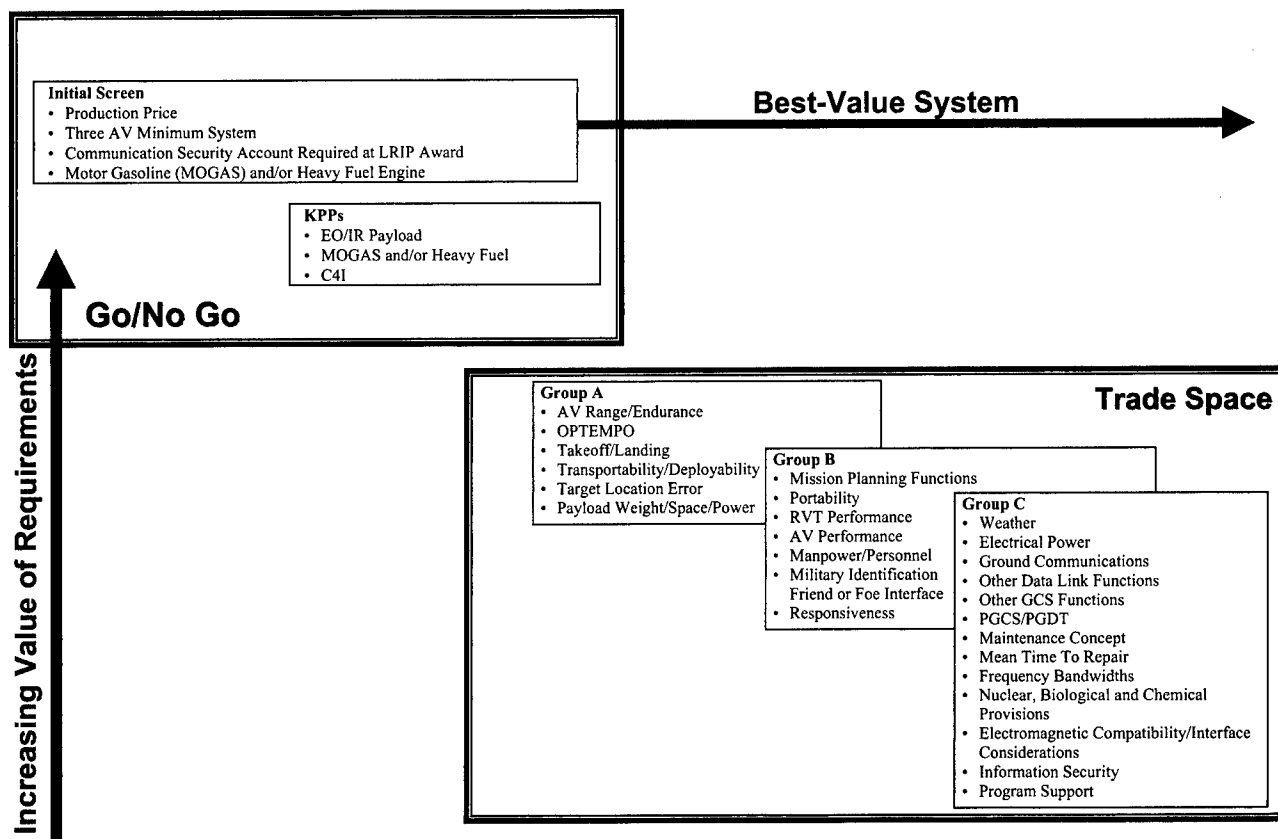 Initial Screen
• Production Price
• Three AV Minimum System
• Communication Security Account Required at LRIP Award
• Motor Gasoline (MOGAS) and/or Heavy Fuel Engine
Best-Value System
KPPs
• EO/IR Payload
• MOGAS and/or Heavy Fuel
• C4I
Go/No Go
Increasing Value of Requirements
Trade Space
Group A
• AV Range/Endurance
• OPTEMPO
• Takeoff/Landing
• Transportability/Deployability
• Target Location Error
• Payload Weight/Space/Power
Group B
• Mission Planning Functions
• Portability
• RVT Performance
• AV Performance
• Manpower/Personnel
• Military Identification
Friend or Foe Interface
• Responsiveness
Group C
• Weather
• Electrical Power
• Ground Communications
• Other Data Link Functions
• Other GCS Functions
• PGCS/PGDT
• Maintenance Concept
• Mean Time To Repair
• Frequency Bandwidths
• Nuclear, Biological and Chemical
Provisions
• Electromagnetic Compatibility/Interface
Considerations
• Information Security
• Program Support